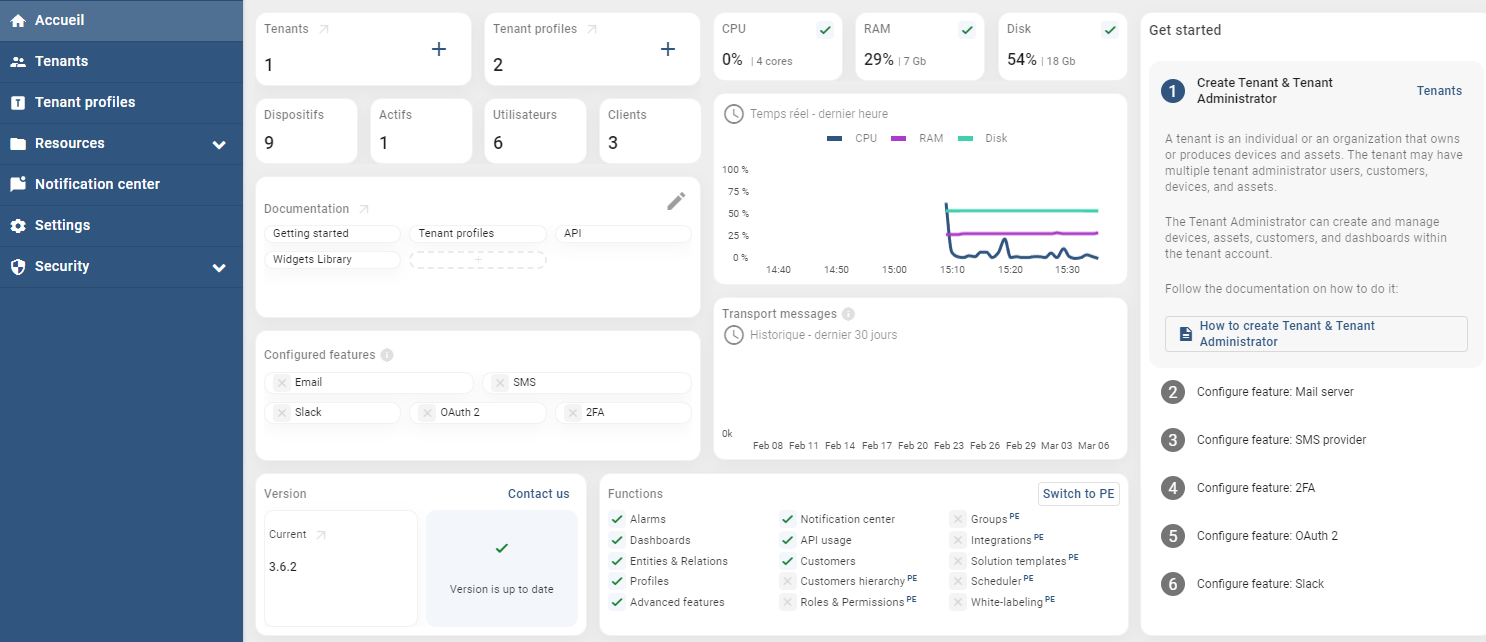 Accueil
Tenants
Tenant profiles
Resources
Notification center
Settings
Security
Tenants
1
Tenant profiles
2
Dispositifs
9
Actifs
1
Utilisateurs
6
Clients
3
Documentation
Getting started
Tenant profiles
API
Widgets Library
+
Configured features
Email
SMS
Slack
OAuth 2
2FA
CPU
0% | 4 cores
RAM
29% | 7 Gb
Disk
54% | 18 Gb
Temps réel - dernier heure
CPU RAM Disk
100 %
75 %
50 %
25 %
0 %
14:40 14:50 15:00 15:10 15:20 15:30
Transport messages
Historique - dernier 30 jours
0k
Feb 08 Feb 11 Feb 14 Feb 17 Feb 20 Feb 23 Feb 26 Feb 29 Mar 03 Mar 06
Version
Contact us
Current
3.6.2
Version is up to date
Functions
Switch to PE
Alarms
Dashboards
Entities & Relations
Profiles
Advanced features
Notification center
API usage
Customers
Customers hierarchy PE
Roles & Permissions PE
Groups PE
Integrations PE
Solution templates PE
Scheduler PE
White-labeling PE
Get started
1
Create Tenant & Tenant
Administrator
Tenants
A tenant is an individual or an organization that owns
or produces devices and assets. The tenant may have
multiple tenant administrator users, customers,
devices, and assets.
The Tenant Administrator can create and manage
devices, assets, customers, and dashboards within
the tenant account.
Follow the documentation on how to do it:
How to create Tenant & Tenant
Administrator
2 Configure feature: Mail server
3 Configure feature: SMS provider
4 Configure feature: 2FA
5 Configure feature: OAuth 2
6 Configure feature: Slack